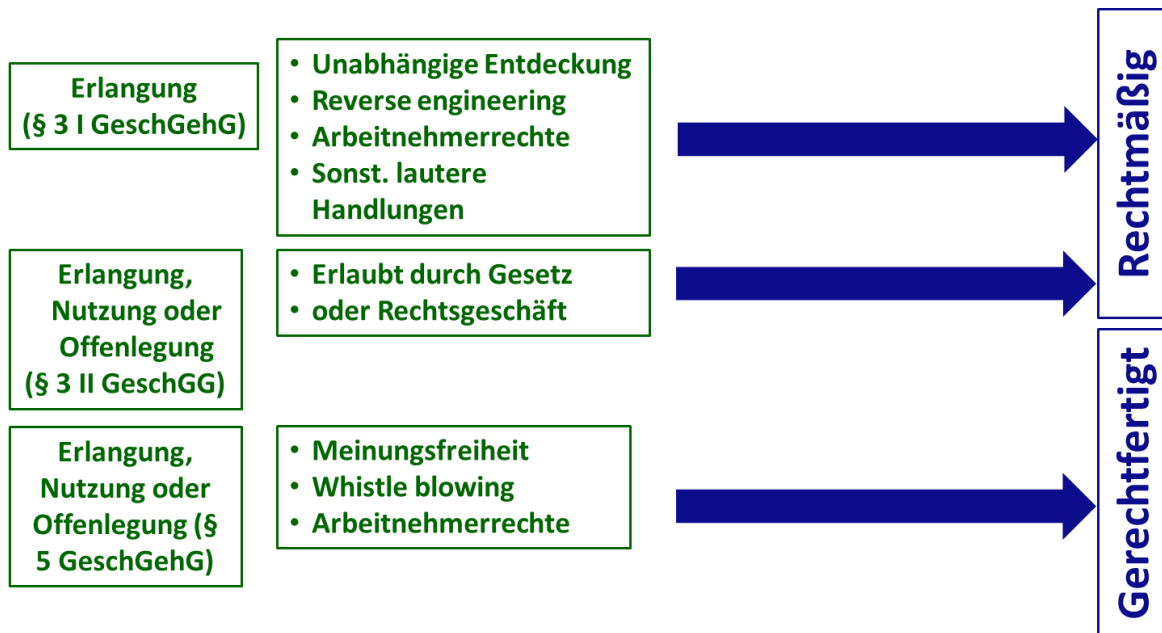 Erlangung
(§ 3 I GeschGehG)
• Unabhängige Entdeckung
• Reverse engineering
• Arbeitnehmerrechte
• Sonst. lautere
Handlungen
Rechtmäßig
Erlangung,
Nutzung oder
Offenlegung
(§ 3 II GeschGG)
• Erlaubt durch Gesetz
• oder Rechtsgeschäft
Erlangung,
Nutzung oder
Offenlegung (§
5 GeschGehG)
• Meinungsfreiheit
• Whistle blowing
• Arbeitnehmerrechte
Gerechtfertigt